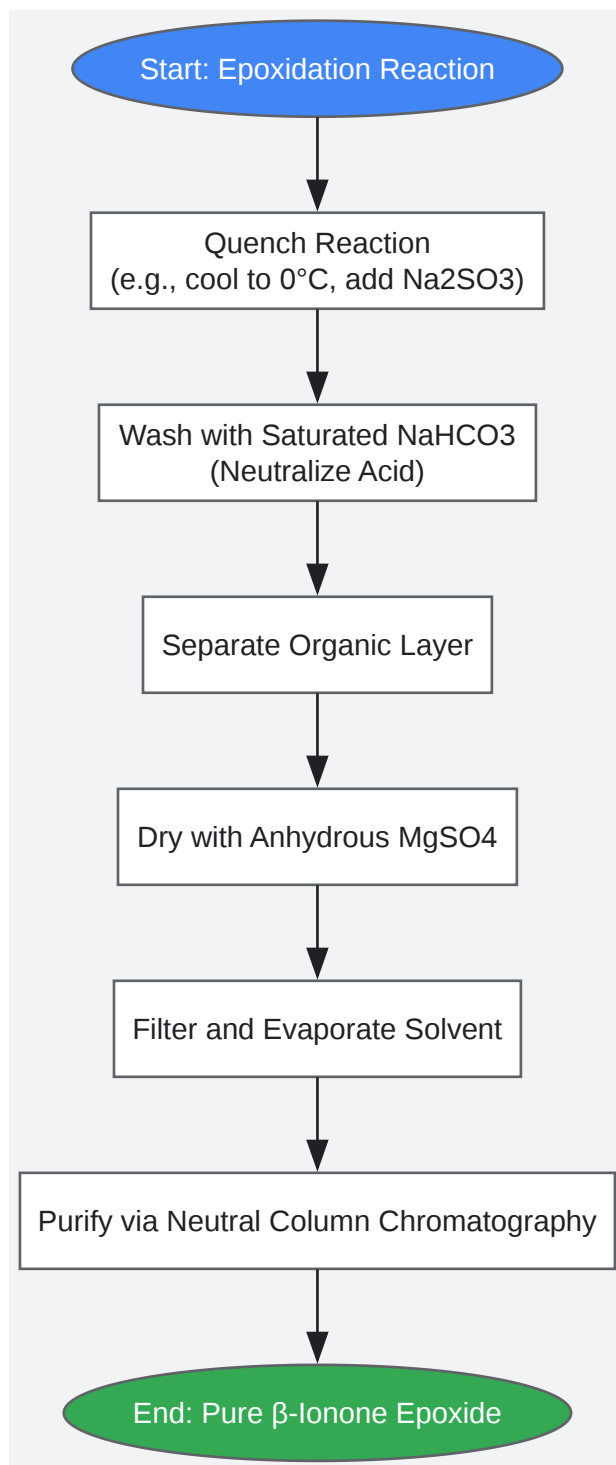 Start: Epoxidation Reaction
Quench Reaction
(e.g., cool to 0°C, add Na2SO3)
Wash with Saturated NaHCO3
(Neutralize Acid)
Separate Organic Layer
Dry with Anhydrous MgSO4
Filter and Evaporate Solvent
Purify via Neutral Column Chromatography
End: Pure β-Ionone Epoxide